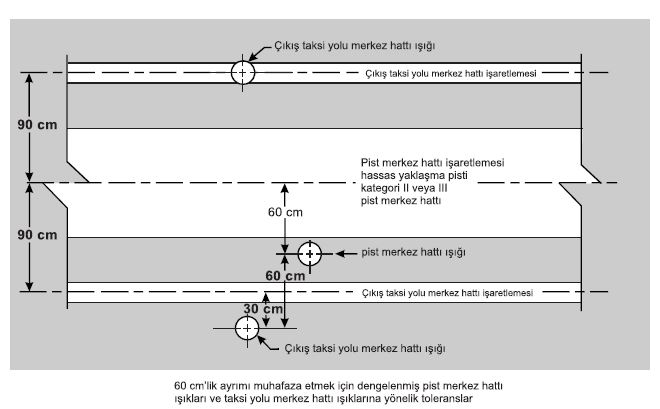 Çıkış taksi yolu merkez hattı ışığı
Çıkış taksi yolu merkez hattı işaretlemesi
90 cm
Pist merkez hattı işaretlemesi
hassas yaklaşma pisti
kategori II veya III
pist merkez hattı
60 cm
90 cm
pist merkez hattı ışığı
60 cm
Çıkış taksi yolu merkez hattı işaretlemesi
30 cm
Çıkış taksi yolu merkez hattı ışığı
60 cm'lik ayrımı muhafaza etmek için dengelenmiş pist merkez hattı
ışıkları ve taksi yolu merkez hattı ışıklarına yönelik toleranslar